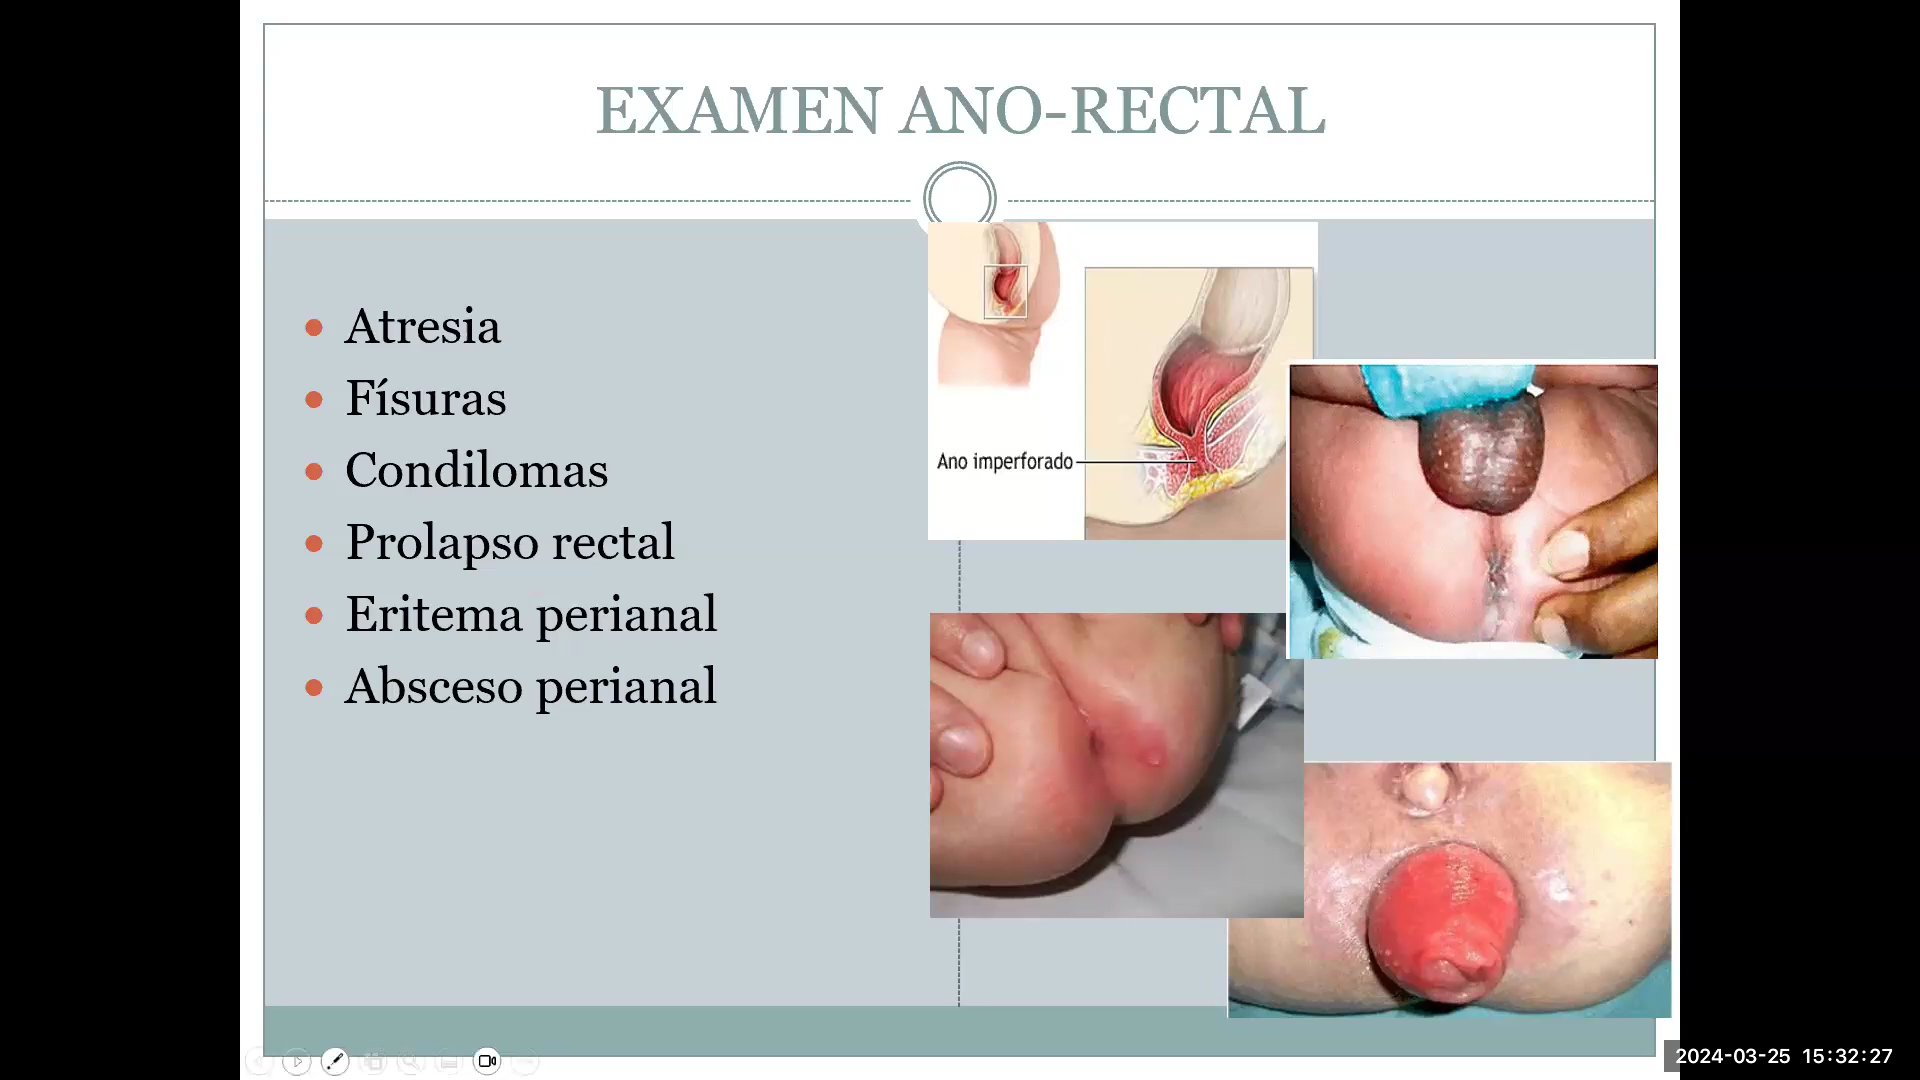 EXAMEN ANO-RECTAL
Atresia
Físuras
Condilomas
Prolapso rectal
Eritema perianal
Absceso perianal
Ano imperforado
2024-03-25 15:32:27